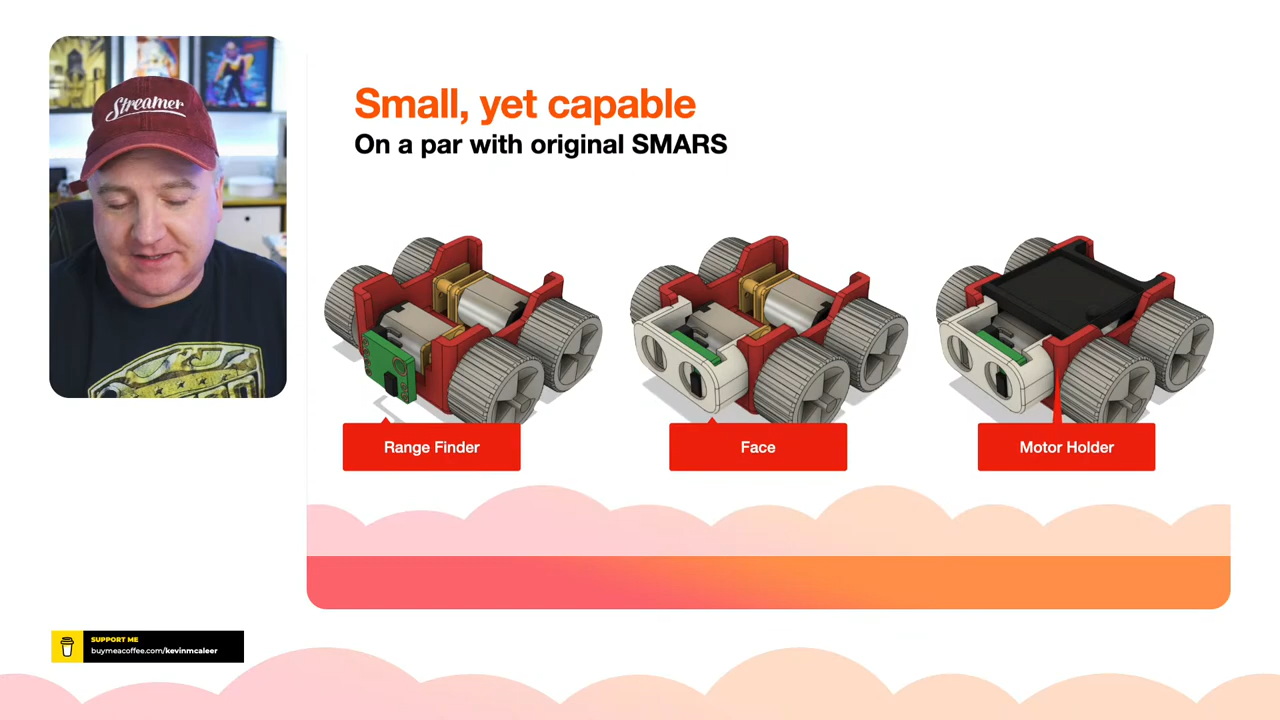 Streamer
Small, yet capable
On a par with original SMARS
Range Finder
Face
Motor Holder
SUPPORT ME
buymeacoffee.com/kevinmcaleer